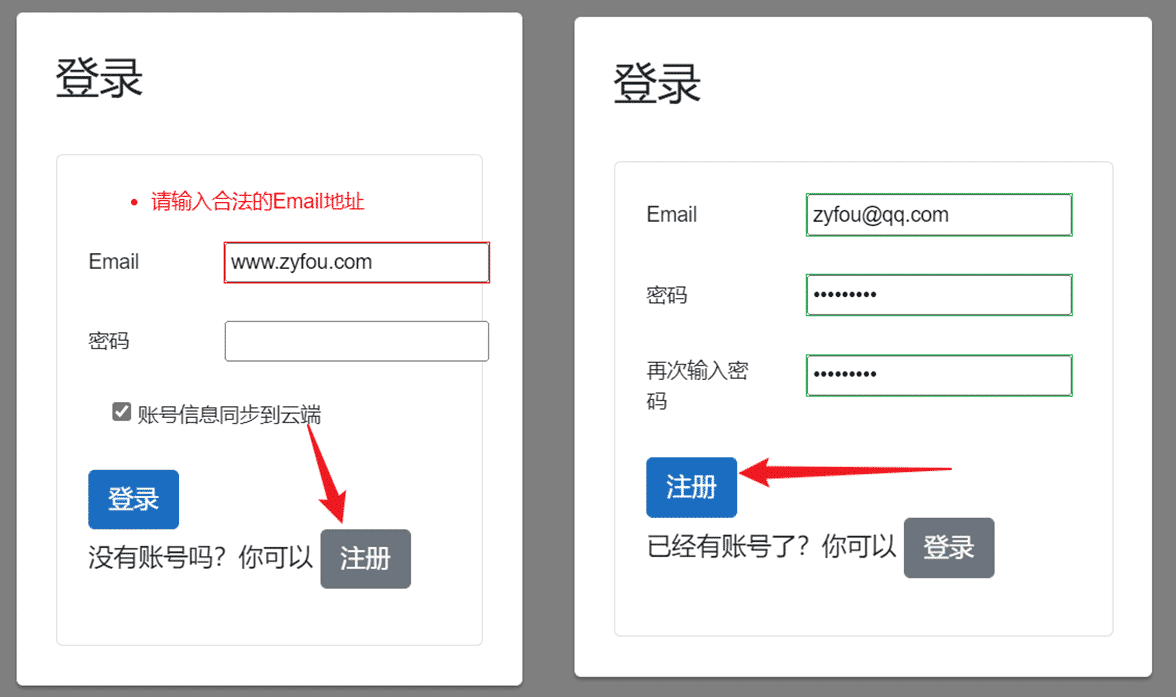 登录
请输入合法的Email地址
Email
www.zyfou.com
密码
账号信息同步到云端
登录
没有账号吗？你可以 注册
登录
Email
zyfou@qq.com
密码
•••••••••
再次输入密
码
•••••••••
注册
已经有账号了？你可以 登录